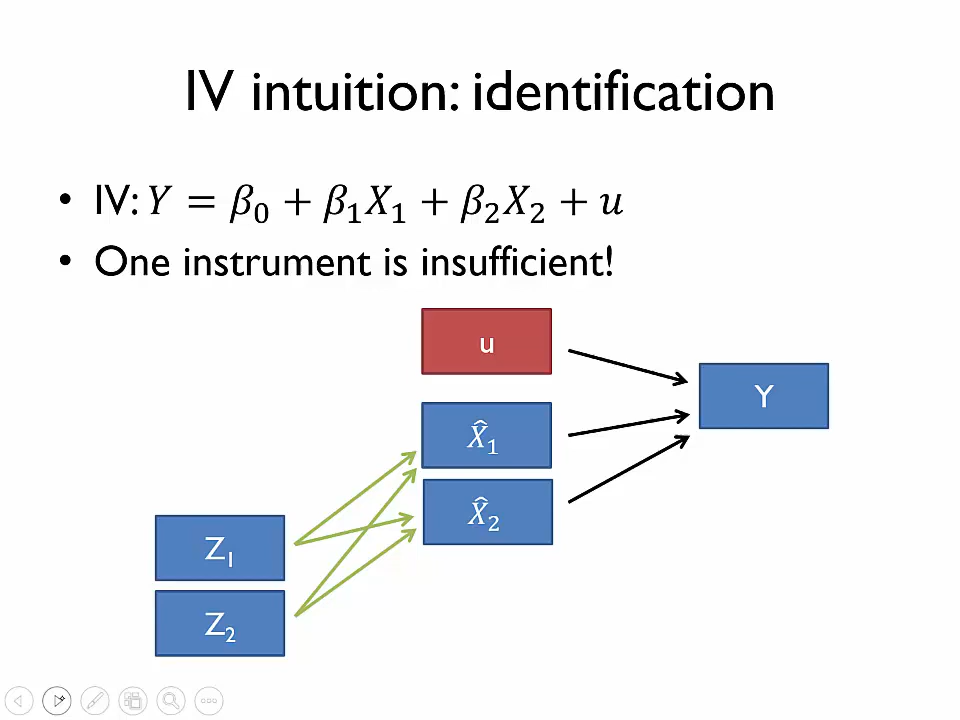 IV intuition: identification
• IV: 𝑌 = 𝛽₀ + 𝛽₁𝑋₁ + 𝛽₂𝑋₂ + 𝑢
• One instrument is insufficient!
u
Y
X̂₁
X̂₂
Z₁
Z₂